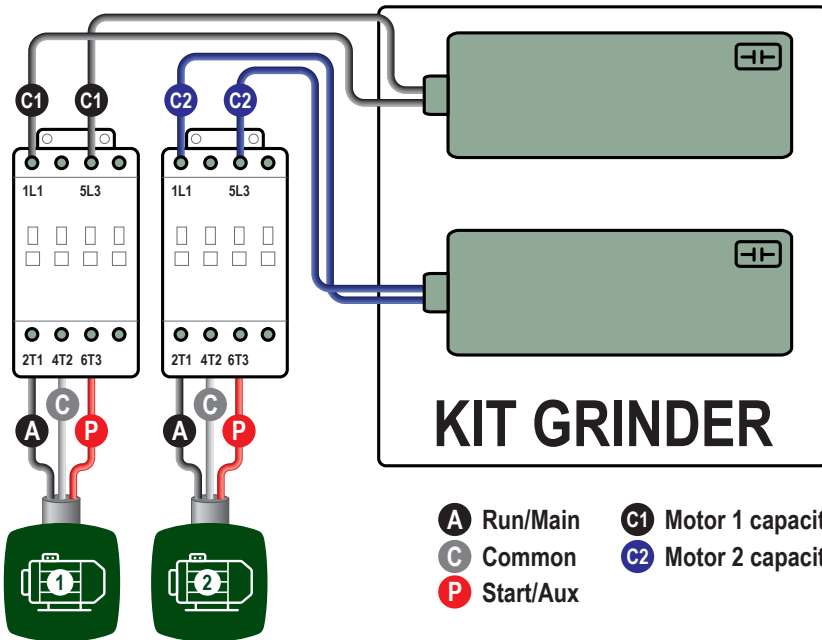 C1 C1 C2 C2
1L1 5L3 1L1 5L3
2T1 4T2 6T3 2T1 4T2 6T3
C C
A P A P
KIT GRINDER
1 2
A Run/Main C1 Motor 1 capacit
C Common C2 Motor 2 capacit
P Start/Aux